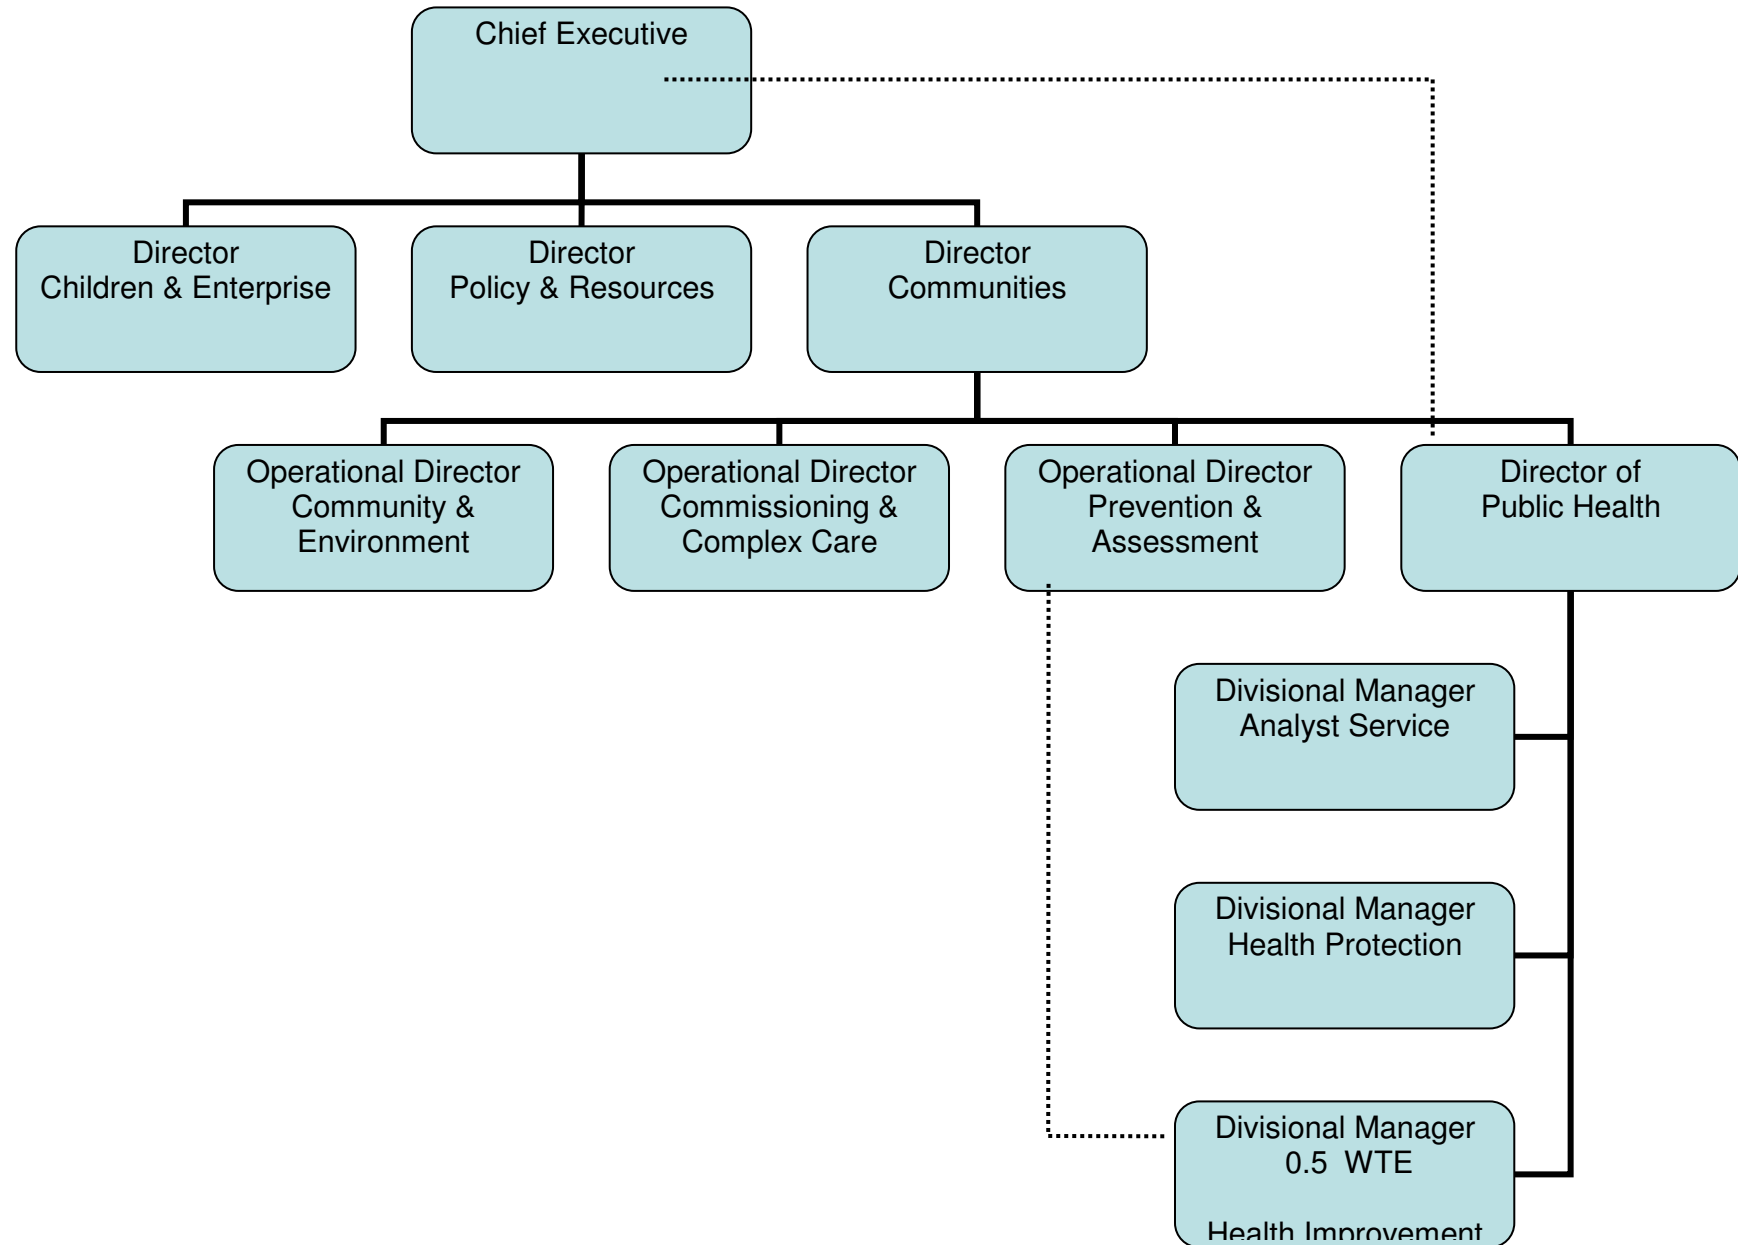 Chief Executive
Director
Children & Enterprise
Director
Policy & Resources
Director
Communities
Operational Director
Community &
Environment
Operational Director
Commissioning &
Complex Care
Operational Director
Prevention &
Assessment
Director of
Public Health
Divisional Manager
Analyst Service
Divisional Manager
Health Protection
Divisional Manager
0.5 WTE
Health Improvement